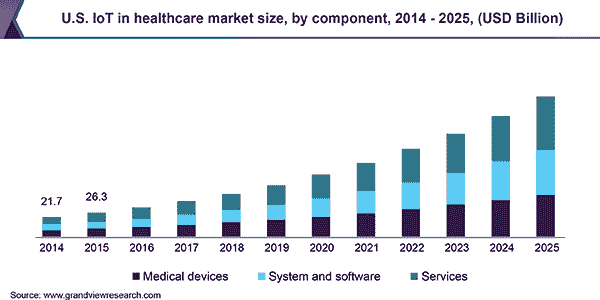 U.S. IoT in healthcare market size, by component, 2014 - 2025, (USD Billion)
21.7 26.3
2014 2015 2016 2017 2018 2019 2020 2021 2022 2023 2024 2025
Medical devices System and software Services
Source: www.grandviewresearch.com